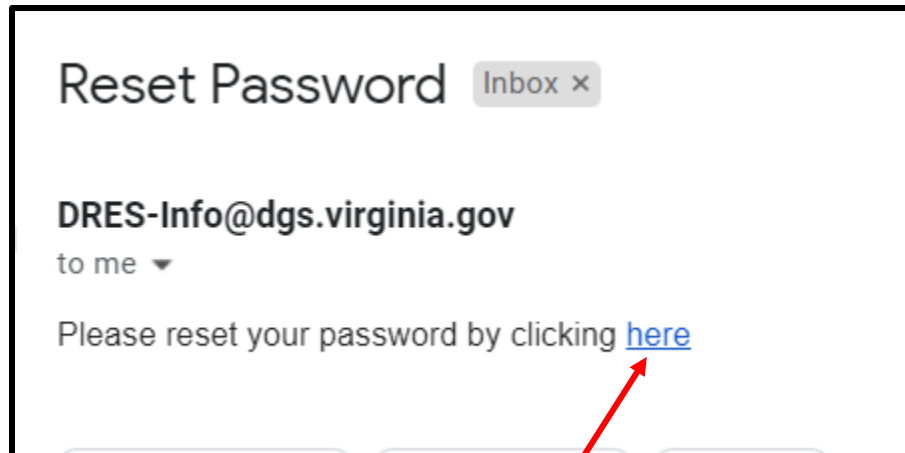 Reset Password Inbox ×
DRES-Info@dgs.virginia.gov
to me
Please reset your password by clicking here